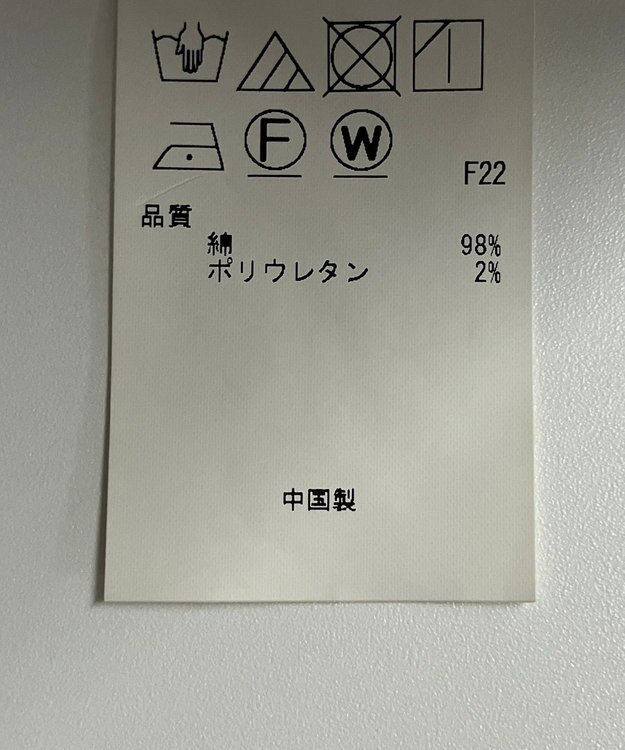 F W
F22
品質
綿 98%
ポリウレタン 2%
中国製